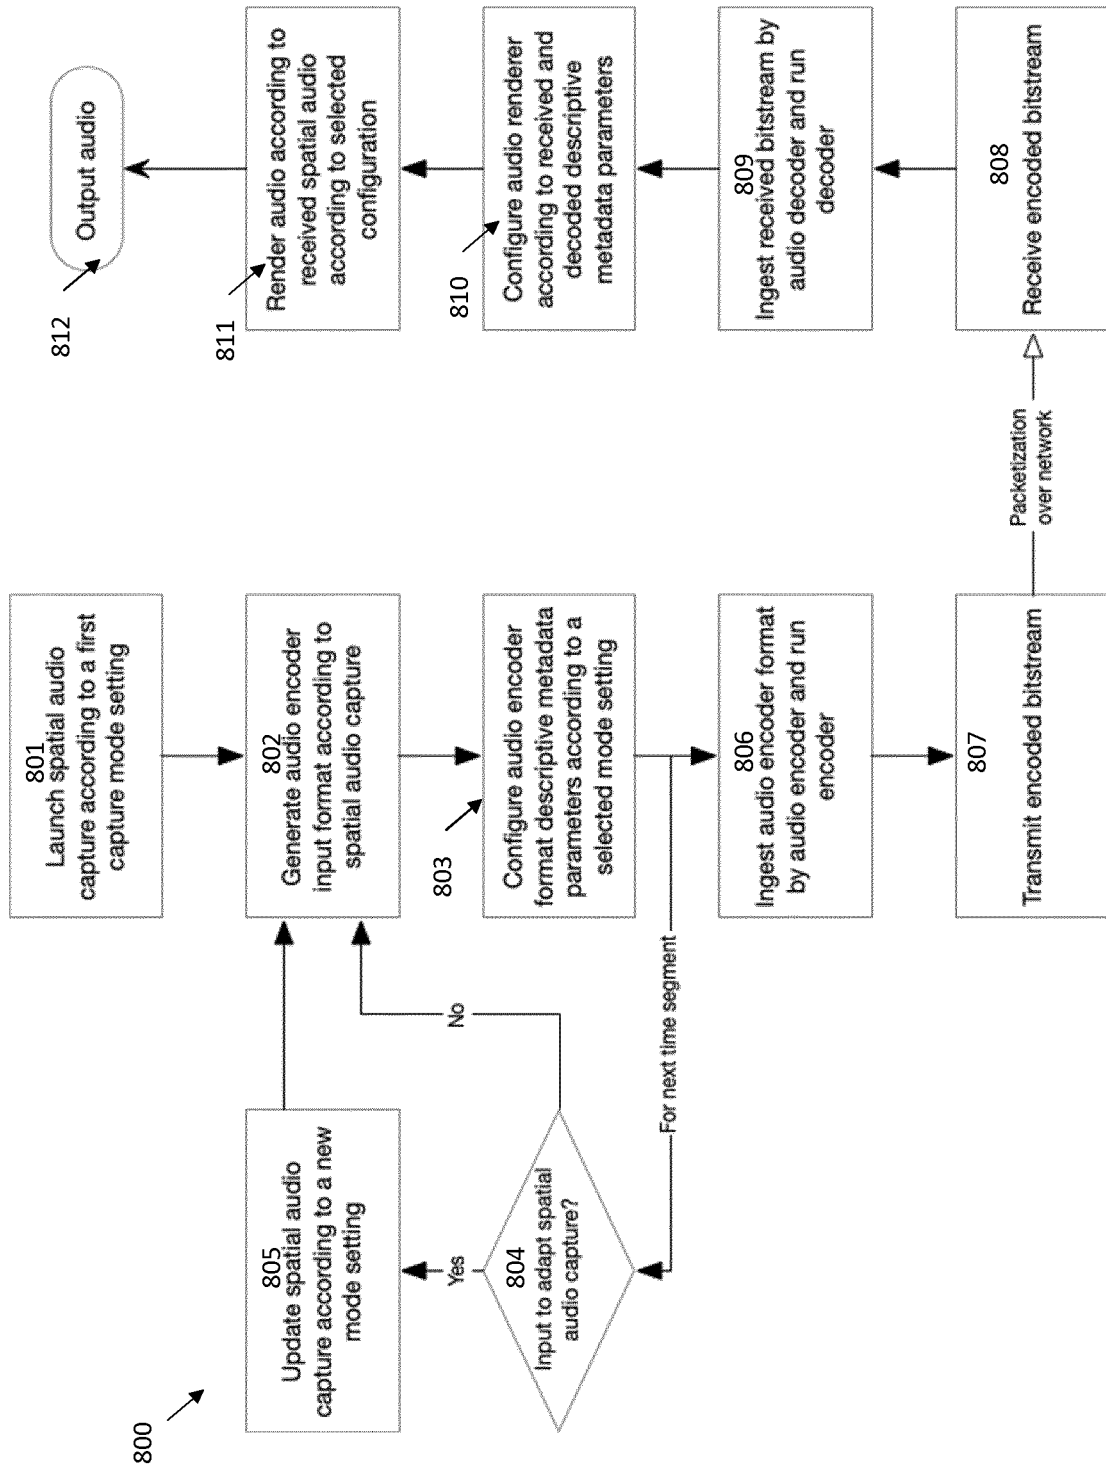 800
801
Launch spatial audio
capture according to a first
capture mode setting
802
Generate audio encoder
input format according to
spatial audio capture
803
Configure audio encoder
format descriptive metadata
parameters according to a
selected mode setting
For next time segment
804
Input to adapt spatial
audio capture?
Yes
No
805
Update spatial audio
capture according to a new
mode setting
806
Ingest audio encoder format
by audio encoder and run
encoder
807
Transmit encoded bitstream
Packetization
over network
808
Receive encoded bitstream
809
Ingest received bitstream by
audio decoder and run
decoder
810
Configure audio renderer
according to received and
decoded descriptive
metadata parameters
811
Render audio according to
received spatial audio
according to selected
configuration
812
Output audio